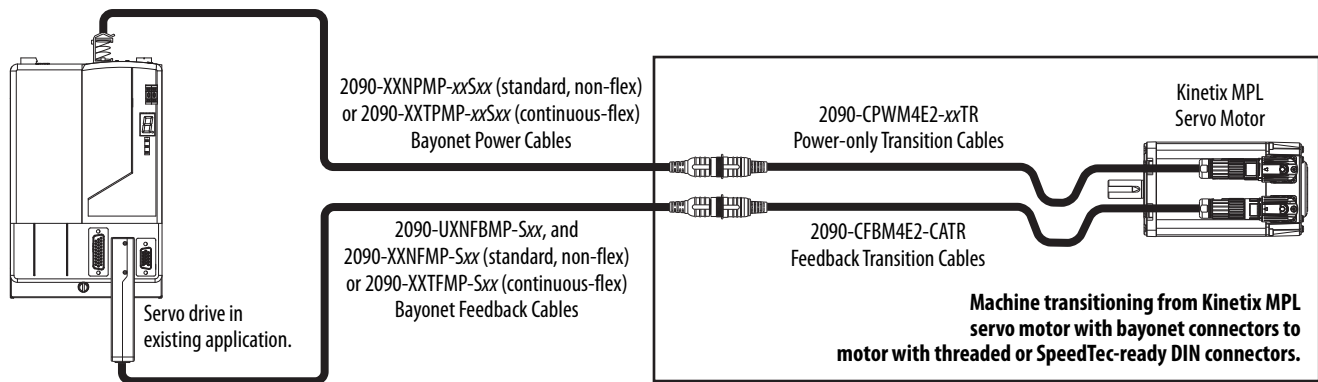 2090-XXNPMP-xxSxx (standard, non-flex)
or 2090-XXTPMP-xxSxx (continuous-flex)
Bayonet Power Cables
2090-CPWM4E2-xxTR
Power-only Transition Cables
Kinetix MPL
Servo Motor
2090-UXNFBMP-Sxx, and
2090-XXNFMP-Sxx (standard, non-flex)
or 2090-XXTFMP-Sxx (continuous-flex)
Bayonet Feedback Cables
2090-CFBM4E2-CATR
Feedback Transition Cables
Servo drive in
existing application.
Machine transitioning from Kinetix MPL
servo motor with bayonet connectors to
motor with threaded or SpeedTec-ready DIN connectors.